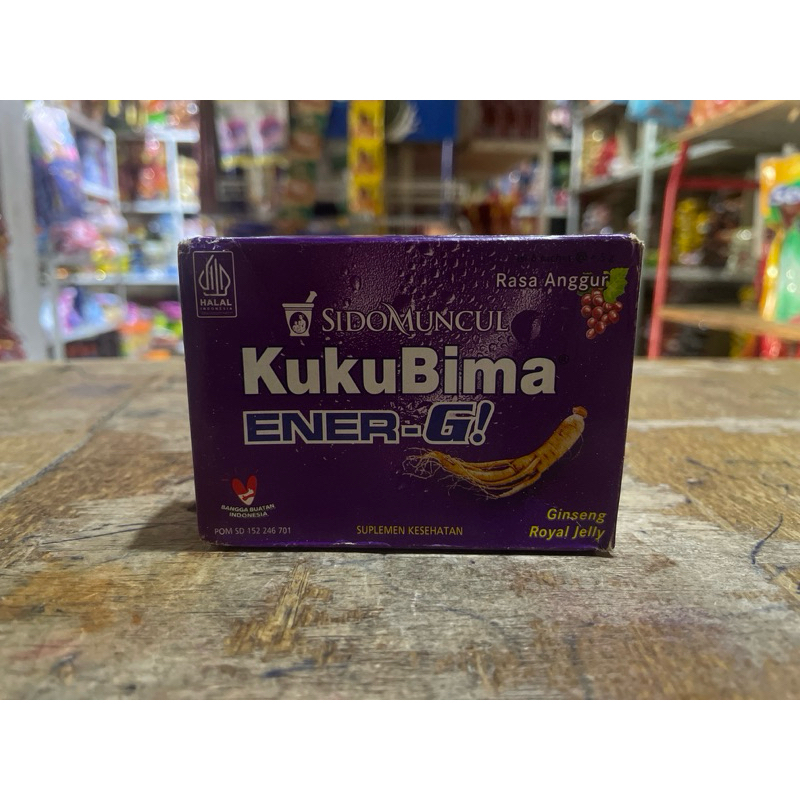 HALAL
INDONESIA
Rasa Anggur
SIDOMUNCUL
KukuBima
ENER-G!
BANGGA BUATAN
INDONESIA
POM SD 152 246 701
SUPLEMEN KESEHATAN
Ginseng
Royal Jelly